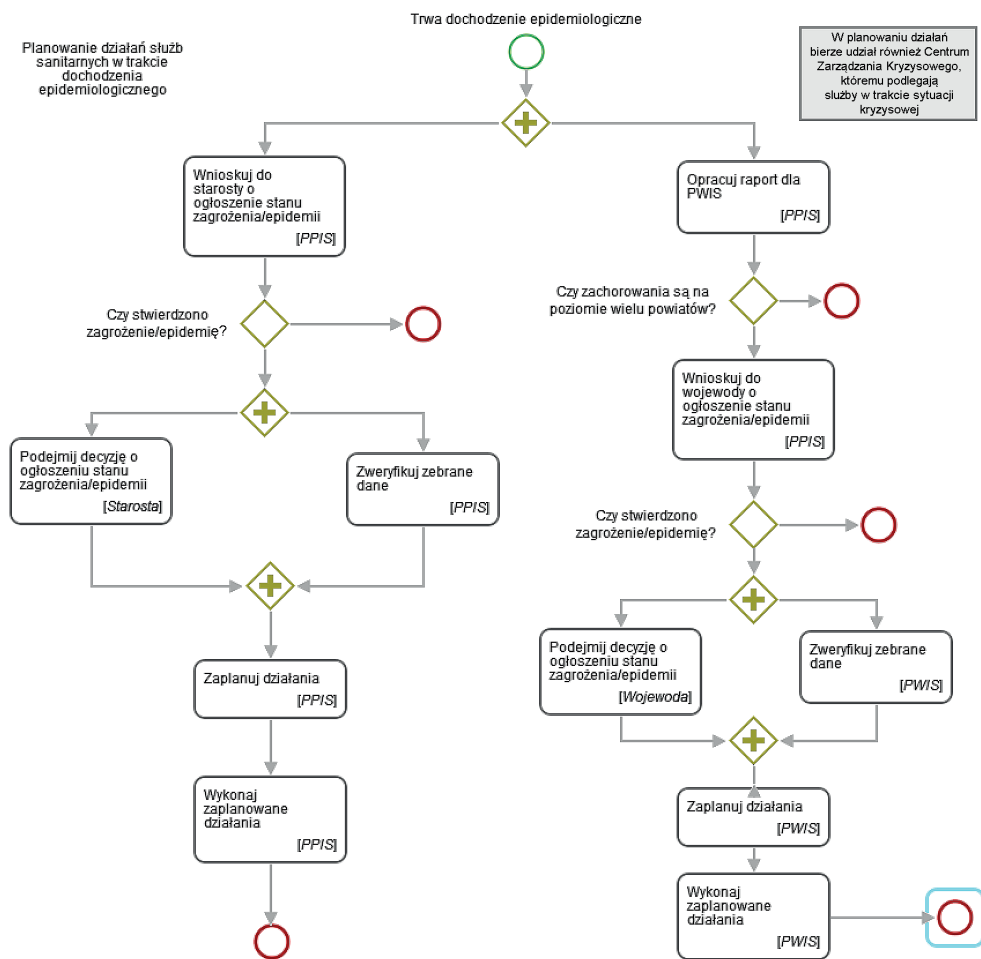 Trwa dochodzenie epidemiologiczne
Planowanie działań służb
sanitarnych w trakcie
dochodzenia
epidemiologicznego
W planowaniu działań
bierze udział również Centrum
Zarządzania Kryzysowego,
któremu podlegają
służby w trakcie sytuacji
kryzysowej
Wnioskuj do
starosty o
ogłoszenie stanu
zagrożenia/epidemii
[PPIS]
Opracuj raport dla
PWIS
[PPIS]
Czy stwierdzono
zagrożenie/epidemię?
Czy zachorowania są na
poziomie wielu powiatów?
Wnioskuj do
wojewody o
ogłoszenie stanu
zagrożenia/epidemii
[PPIS]
Podejmij decyzję o
ogłoszeniu stanu
zagrożenia/epidemii
[Starosta]
Zweryfikuj zebrane
dane
[PPIS]
Czy stwierdzono
zagrożenie/epidemię?
Podejmij decyzję o
ogłoszeniu stanu
zagrożenia/epidemii
[Wojewoda]
Zweryfikuj zebrane
dane
[PWIS]
Zaplanuj działania
[PPIS]
Wykonaj
zaplanowane
działania
[PPIS]
Zaplanuj działania
[PWIS]
Wykonaj
zaplanowane
działania
[PWIS]